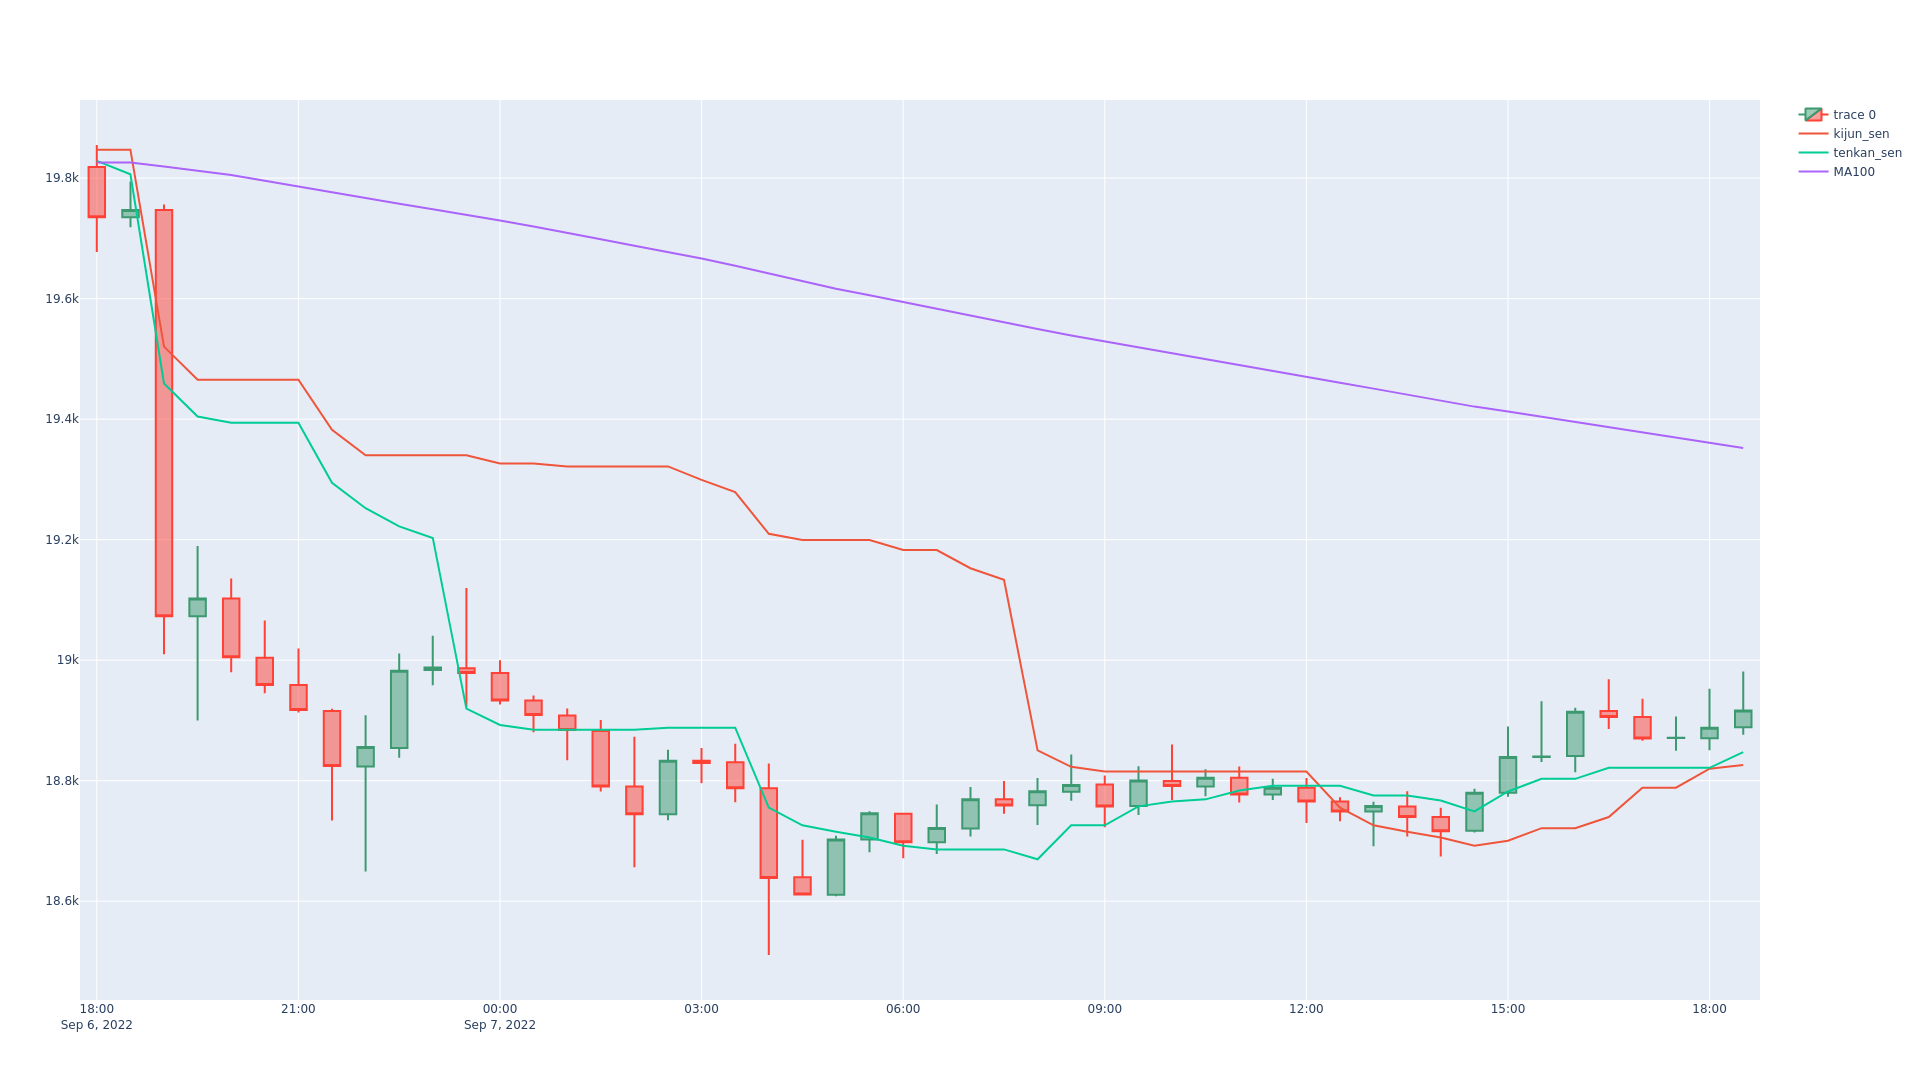 trace 0
kijun_sen
tenkan_sen
MA100
19.8k
19.6k
19.4k
19.2k
19k
18.8k
18.6k
18:00 21:00 00:00 03:00 06:00 09:00 12:00 15:00 18:00
Sep 6, 2022 Sep 7, 2022